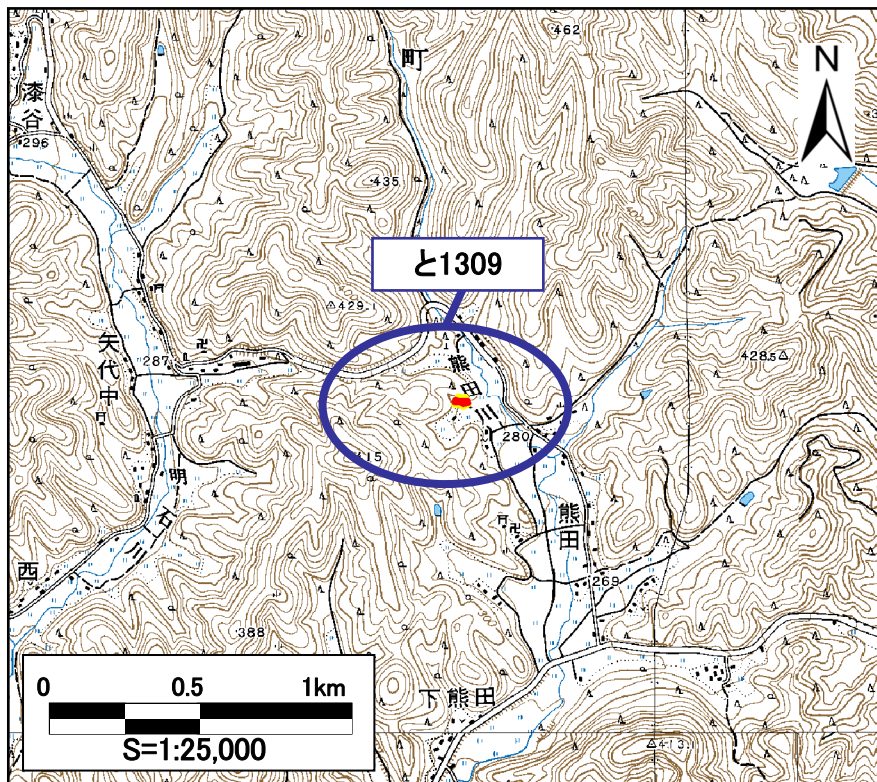 ・462
町
N
漆谷
・296
・435
と1309
△429.1
287
矢代中
熊田川
428.5△
280
415
明石川
熊田
西
269
・388
下熊田
0 0.5 1km
S=1:25,000